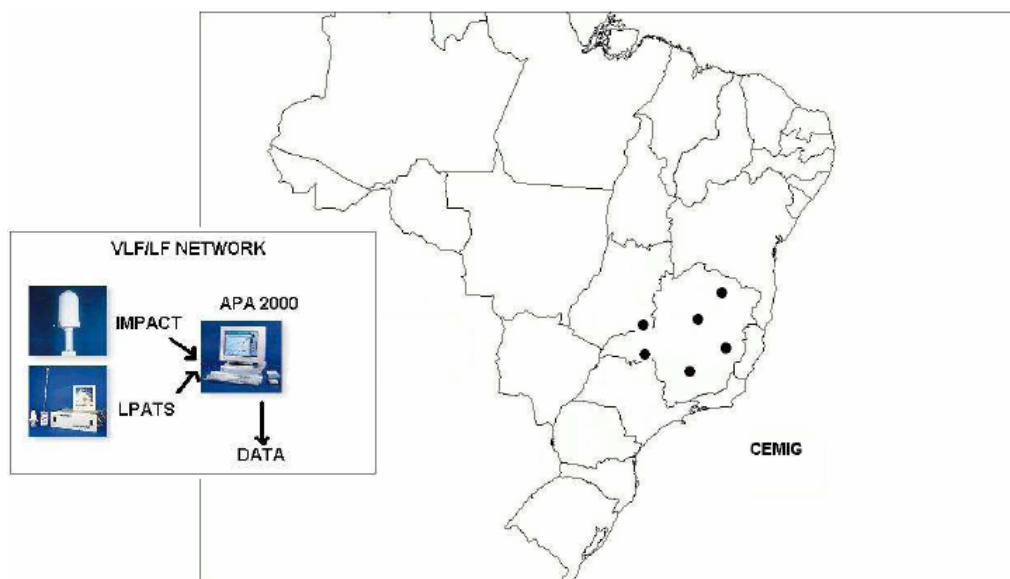 VLF/LF NETWORK
APA 2000
IMPACT
LPATS
DATA
CEMIG